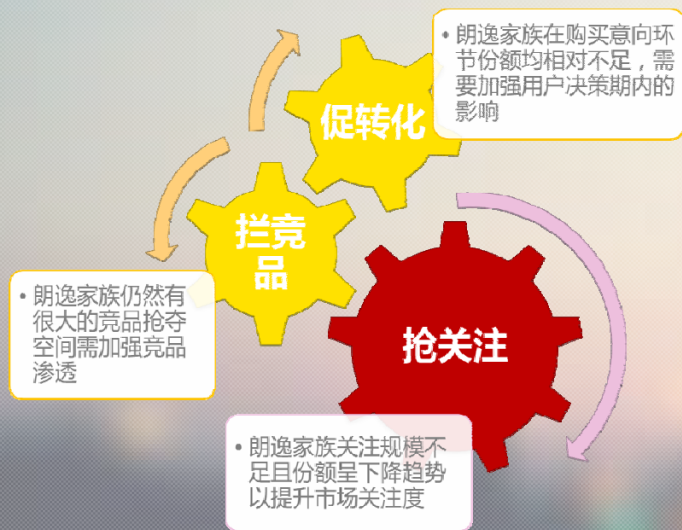 促转化
• 朗逸家族在购买意向环
节份额均相对不足，需
要加强用户决策期内的
影响
拦竞
品
• 朗逸家族仍然有
很大的竞品抢夺
空间需加强竞品
渗透
抢关注
• 朗逸家族关注规模不
足且份额呈下降趋势
以提升市场关注度